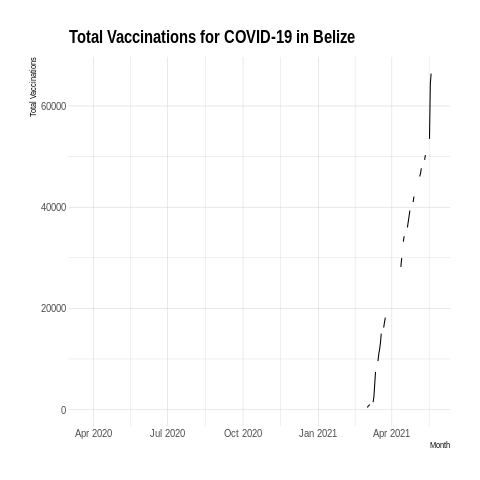 Total Vaccinations for COVID-19 in Belize
Total Vaccinations
60000
40000
20000
0
Apr 2020 Jul 2020 Oct 2020 Jan 2021 Apr 2021
Month